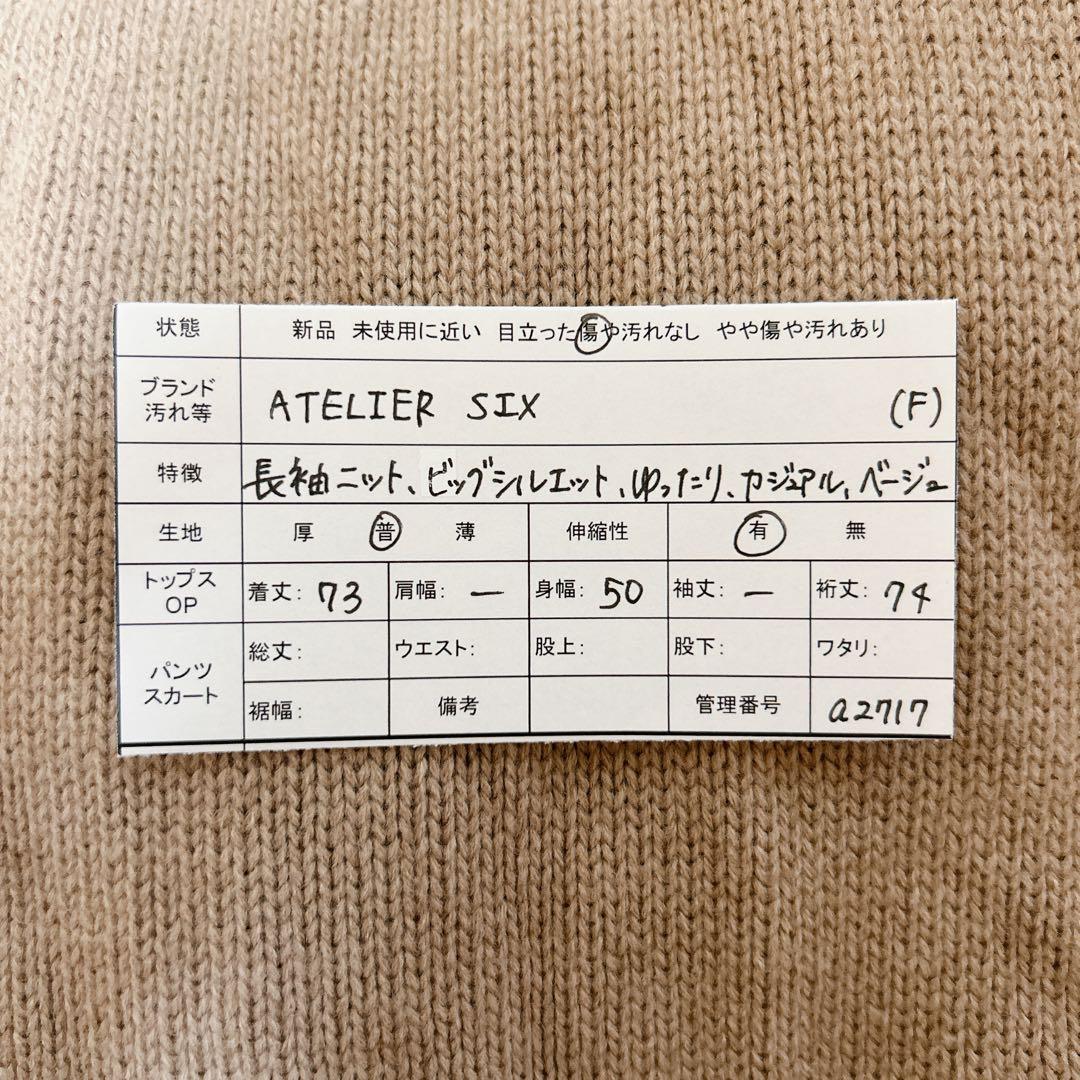 状態 新品 未使用に近い 目立った傷や汚れなし やや傷や汚れあり
ブランド
汚れ等 ATELIER SIX (F)
特徴 長袖ニット、ビッグシルエット、ゆったり、カジュアル、ベージュ
生地 厚 普 薄 伸縮性 有 無
トップス
OP 着丈: 73 肩幅: ー 身幅: 50 袖丈: ー 裄丈: 74
パンツ
スカート 総丈: ウエスト: 股上: 股下: ワタリ:
裾幅: 備考 管理番号 a2717